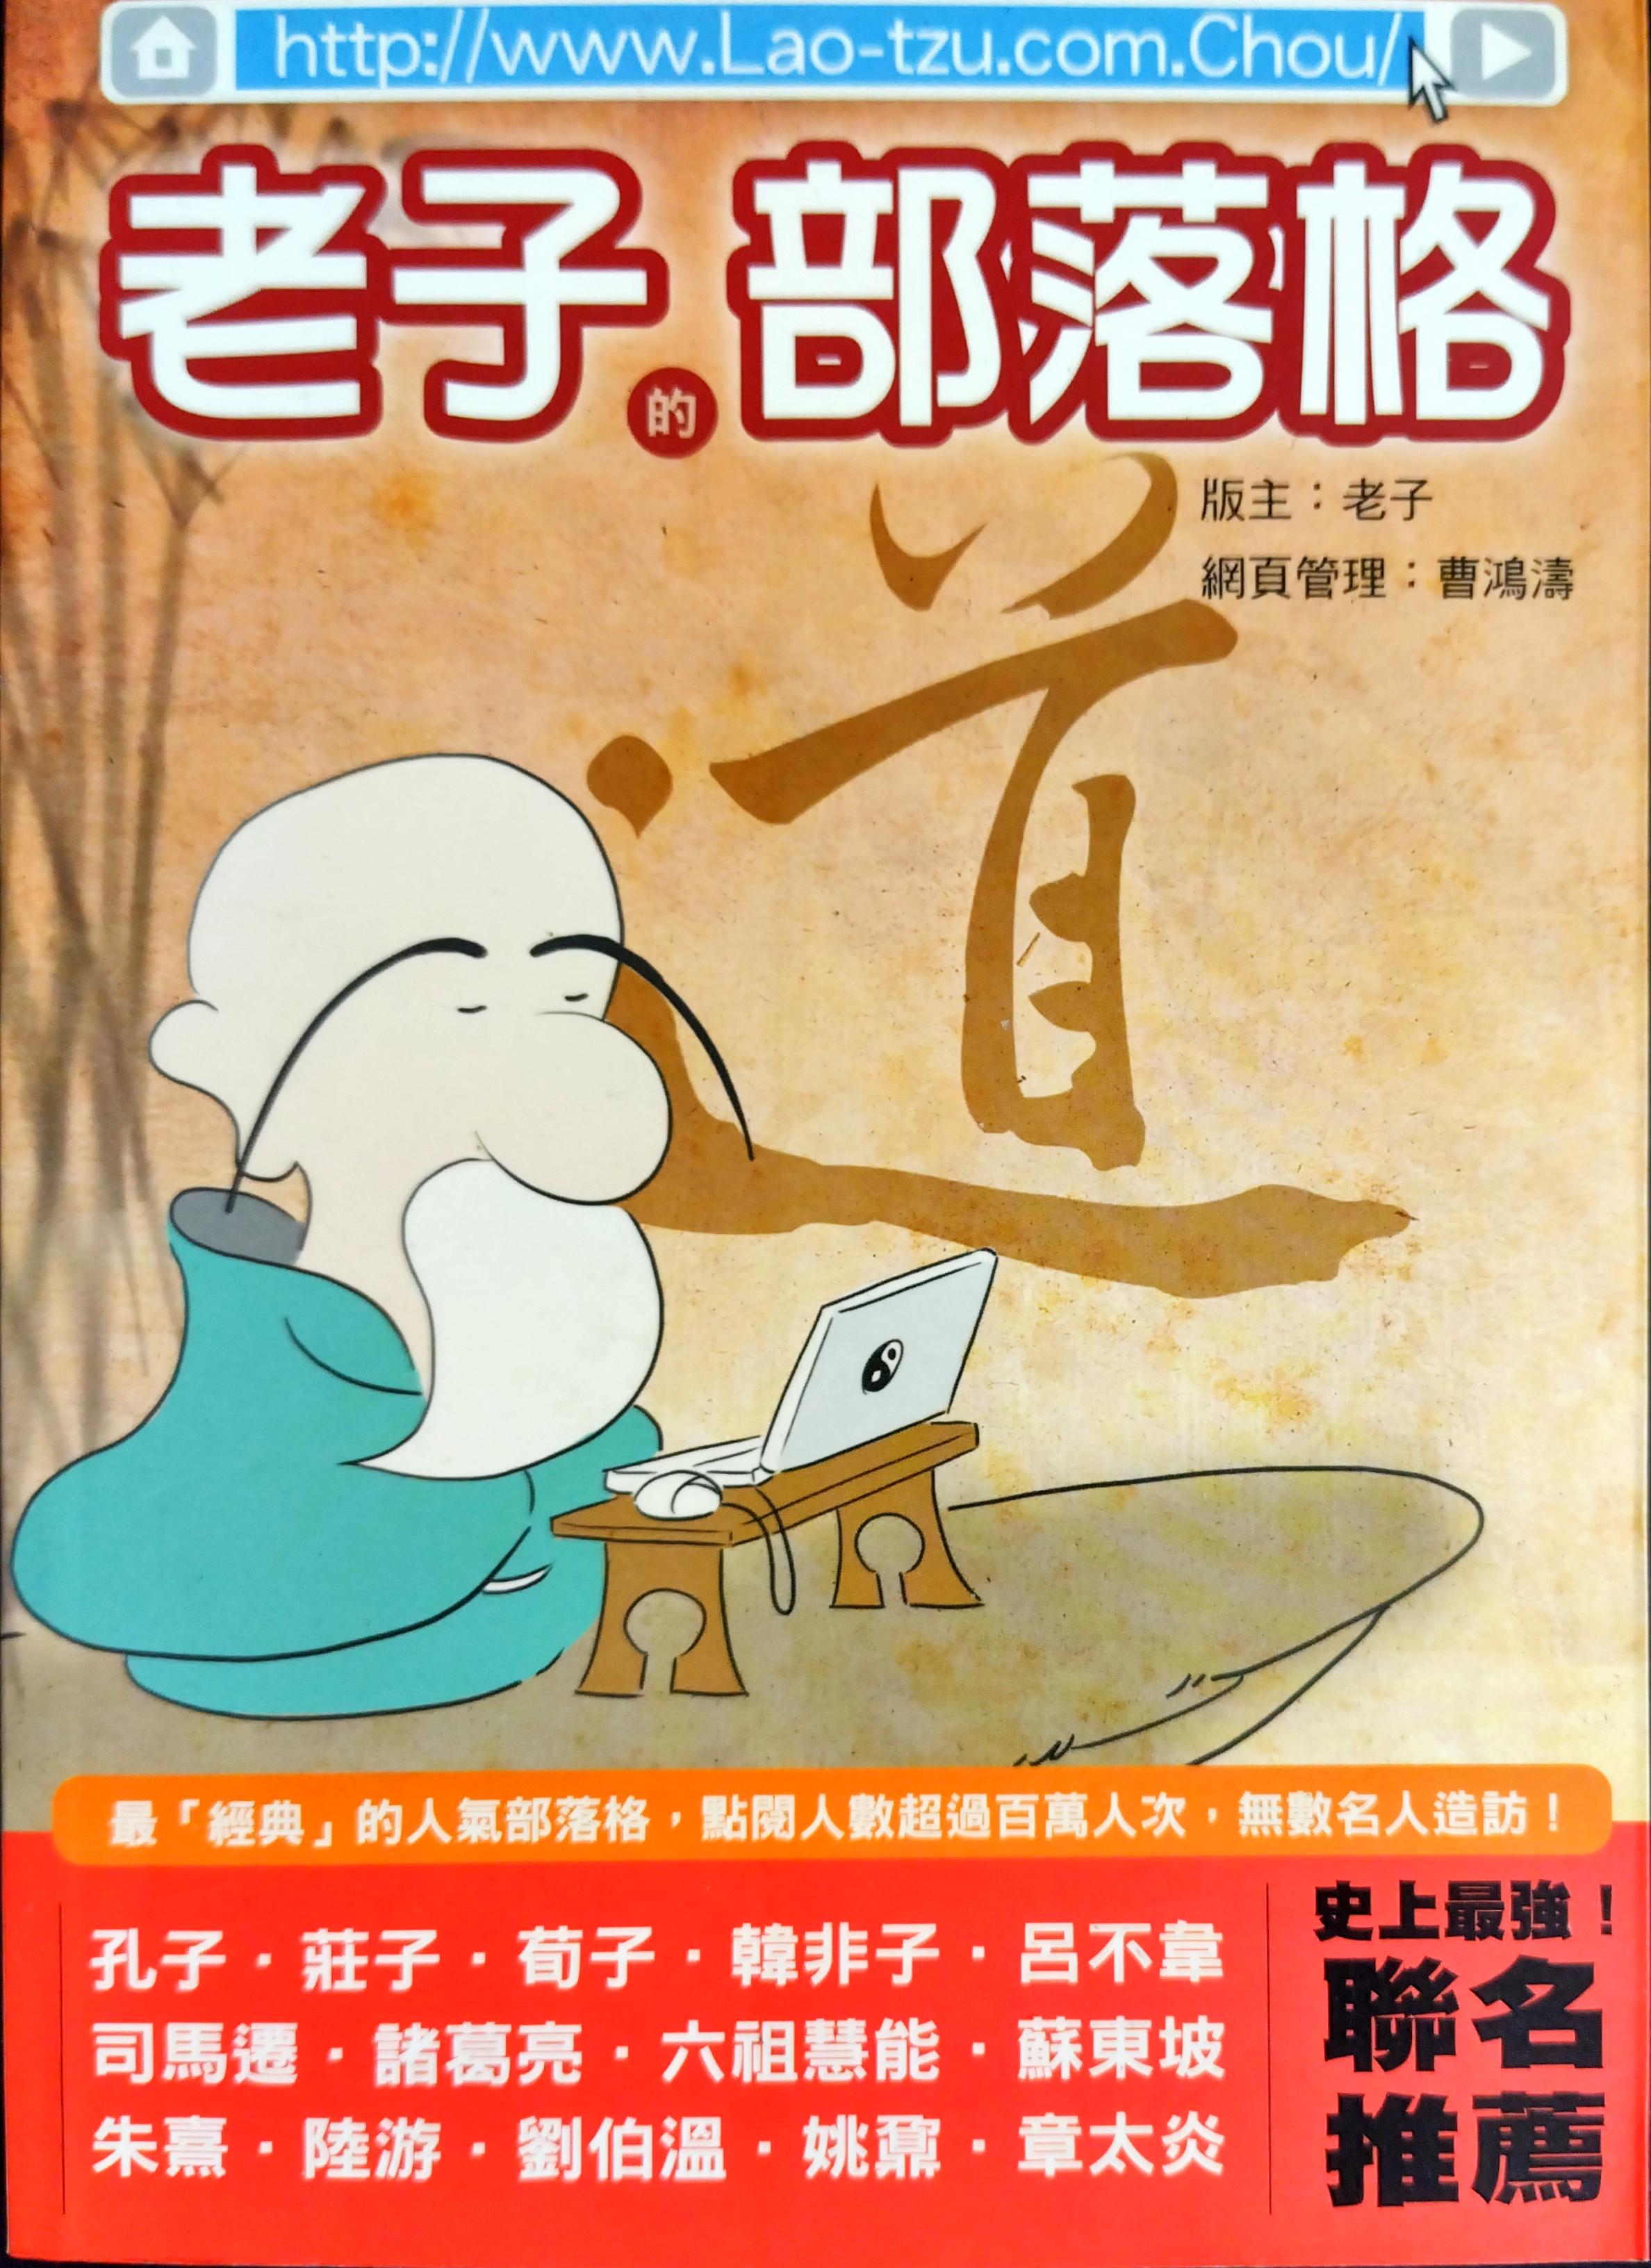 http://www.Lao-tzu.com.Chou/
老子的部落格
版主：老子
網頁管理：曹鴻濤
道
最「經典」的人氣部落格，點閱人數超過百萬人次，無數名人造訪！
孔子·莊子·荀子·韓非子·呂不韋
司馬遷·諸葛亮·六祖慧能·蘇東坡
朱熹·陸游·劉伯溫·姚鼐·章太炎
史上最強！
聯名
推薦